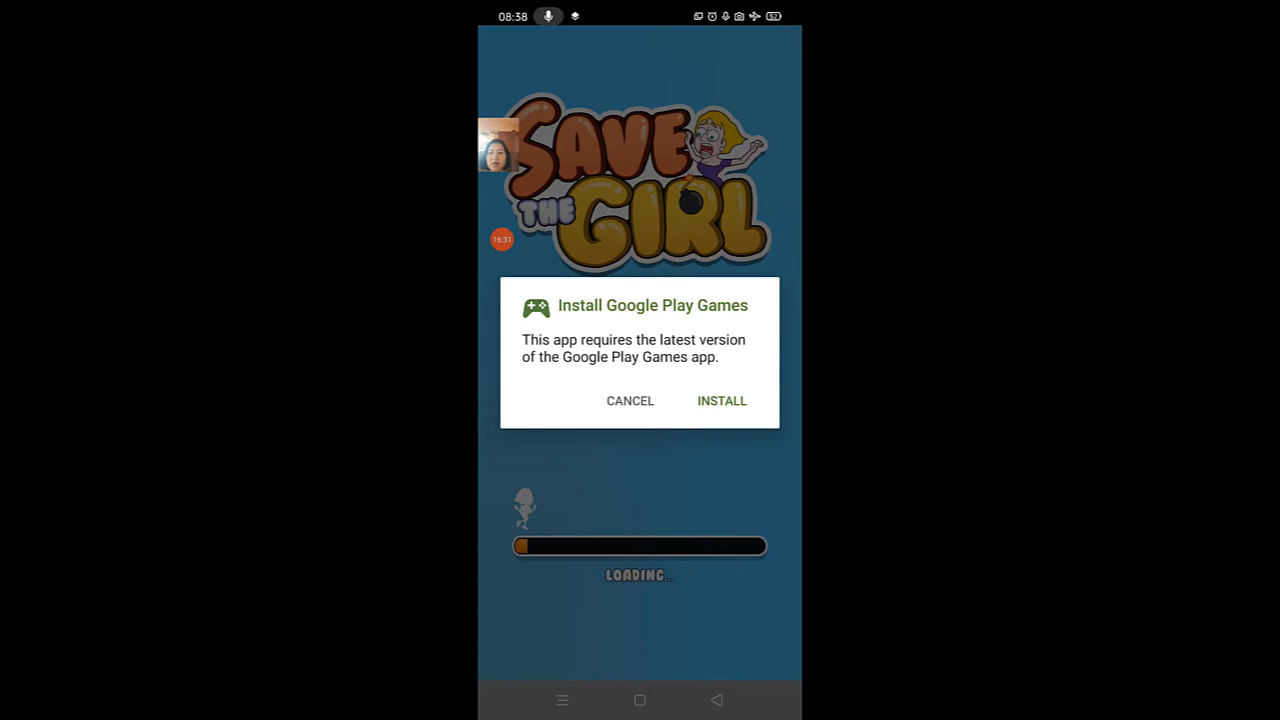 08:38
52
SAVE
THE GIRL
16:31
Install Google Play Games
This app requires the latest version
of the Google Play Games app.
CANCEL INSTALL
LOADING...